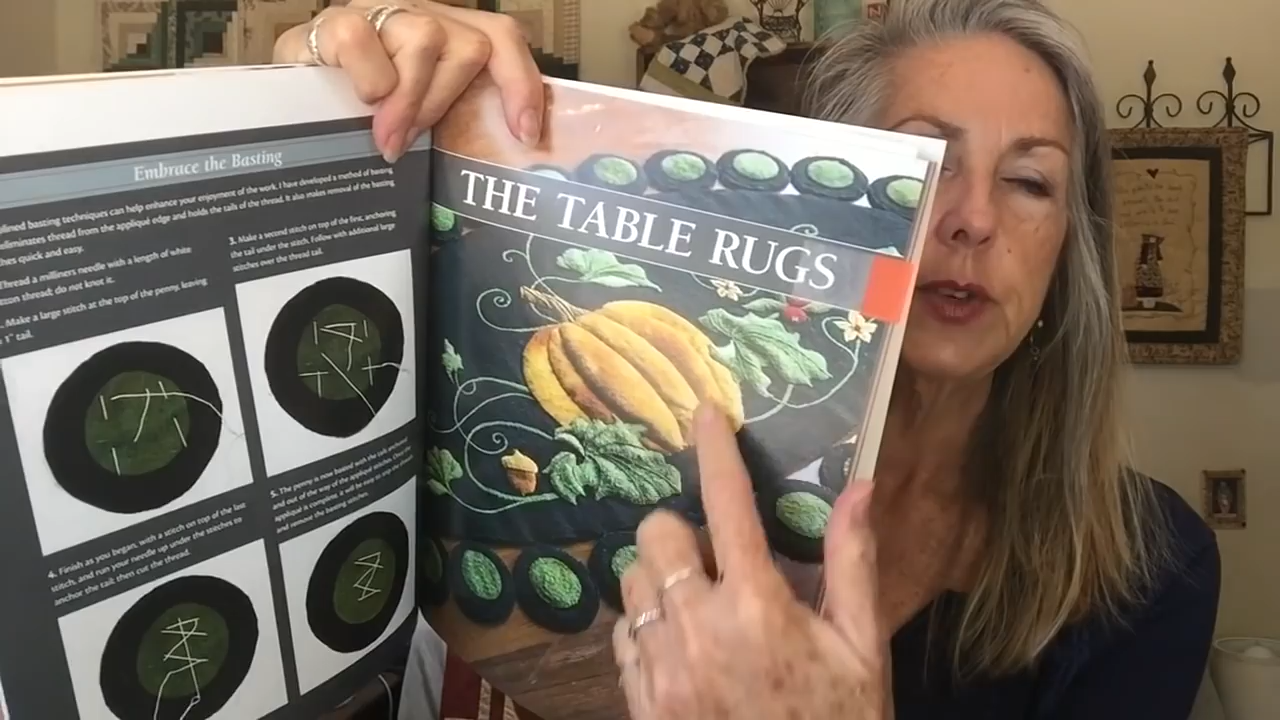 Embrace the Basting
plined basting techniques can help enhance your enjoyment of the work. I have developed a method of basting
eliminates thread from the appliqué edge and holds the tails of the thread. It also makes removal of the basting
ches quick and easy.
Thread a milliners needle with a length of white
tton thread; do not knot it.
. Make a large stitch at the top of the penny, leaving
1" tail.
3. Make a second stitch on top of the first, anchoring
the tail under the stitch. Follow with additional large
stitches over the thread tail.
4. Finish as you began, with a stitch on top of the last
stitch, and run your needle up under the stitches to
anchor the tail; then cut the thread.
5. The penny is now basted with the tails anchored
and out of the way of the appliqué stitches. Once the
appliqué is complete, it will be easy to snip the threads
and remove the basting stitches.
THE TABLE RUGS